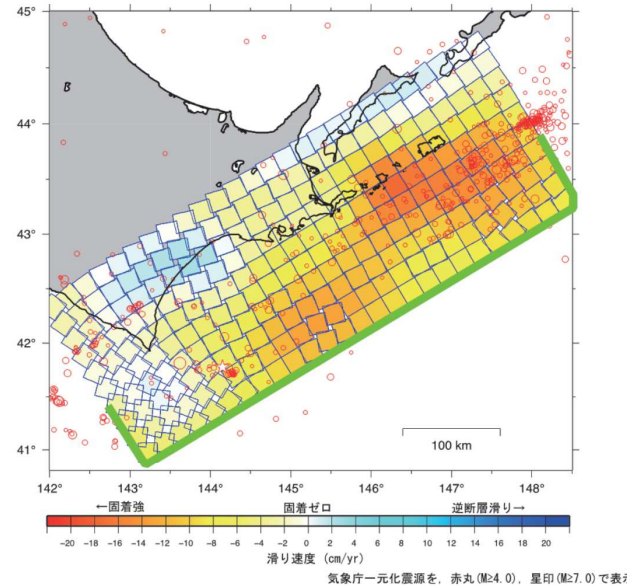 45°
44°
43°
42°
41°
100 km
142° 143° 144° 145° 146° 147° 148°
←固着強 固着ゼロ 逆断層滑り→
-20 -18 -16 -14 -12 -10 -8 -6 -4 -2 0 2 4 6 8 10 12 14 16 18 20
滑り速度 (cm/yr)
気象庁一元化震源を，赤丸(M≥4.0)，星印(M≥7.0)で表示